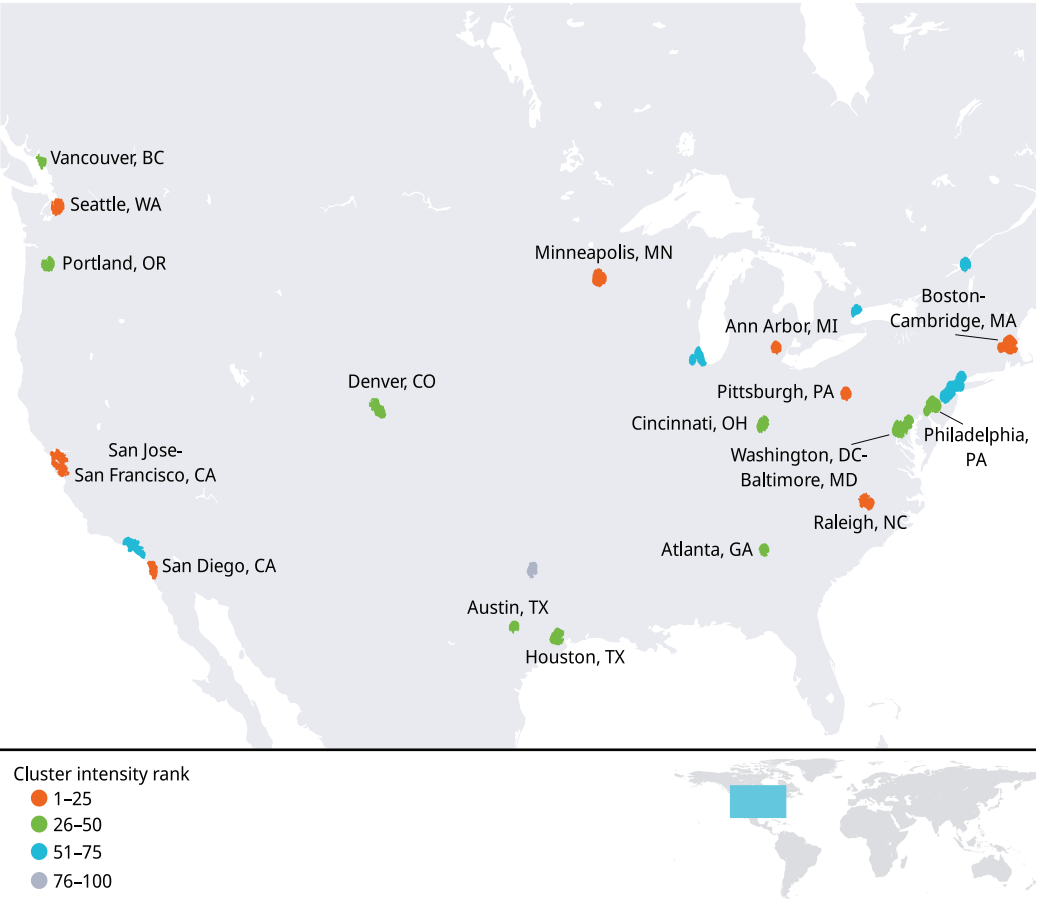 Vancouver, BC
Seattle, WA
Portland, OR
Minneapolis, MN
Boston-
Cambridge, MA
Ann Arbor, MI
Denver, CO
Pittsburgh, PA
Cincinnati, OH
Philadelphia,
PA
Washington, DC-
Baltimore, MD
San Jose-
San Francisco, CA
Raleigh, NC
Atlanta, GA
San Diego, CA
Austin, TX
Houston, TX
Cluster intensity rank
1–25
26–50
51–75
76–100